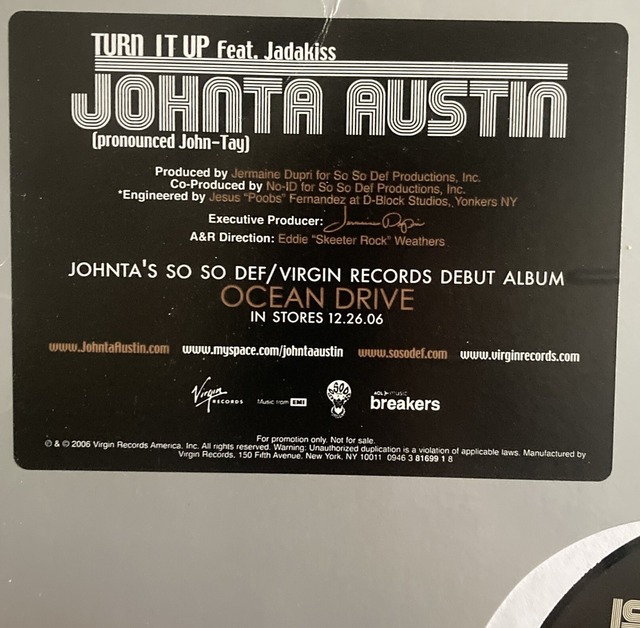 TURN IT UP Feat. Jadakiss
JOHNTA AUSTIN
(pronounced John-Tay)
Produced by Jermaine Dupri for So So Def Productions, Inc.
Co-Produced by No-ID for So So Def Productions, Inc.
*Engineered by Jesus "Poobs" Fernandez at D-Block Studios, Yonkers NY
Executive Producer: Jermaine Dupri
A&R Direction: Eddie "Skeeter Rock" Weathers
JOHNTA'S SO SO DEF/VIRGIN RECORDS DEBUT ALBUM
OCEAN DRIVE
IN STORES 12.26.06
www.JohntaAustin.com www.myspace.com/johntaaustin www.sosodef.com www.virginrecords.com
Virgin RECORDS Music from EMI AOL music breakers
For promotion only. Not for sale.
℗ & © 2006 Virgin Records America, Inc. All rights reserved. Warning: Unauthorized duplication is a violation of applicable laws. Manufactured by
Virgin Records, 150 Fifth Avenue, New York, NY 10011 0946 3 81699 1 8